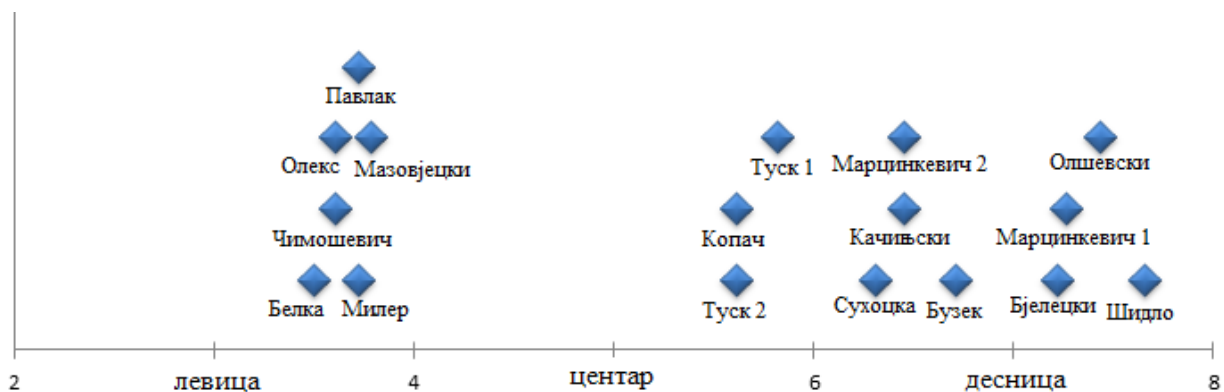 Павлак
Олекс Мазовјецки Туск 1 Марцинкевич 2 Олшевски
Чимошевич Копач Качињски Марцинкевич 1
Белка Милер Туск 2 Сухоцка Бузек Бјелецки Шидло
2 левица 4 центар 6 десница 8